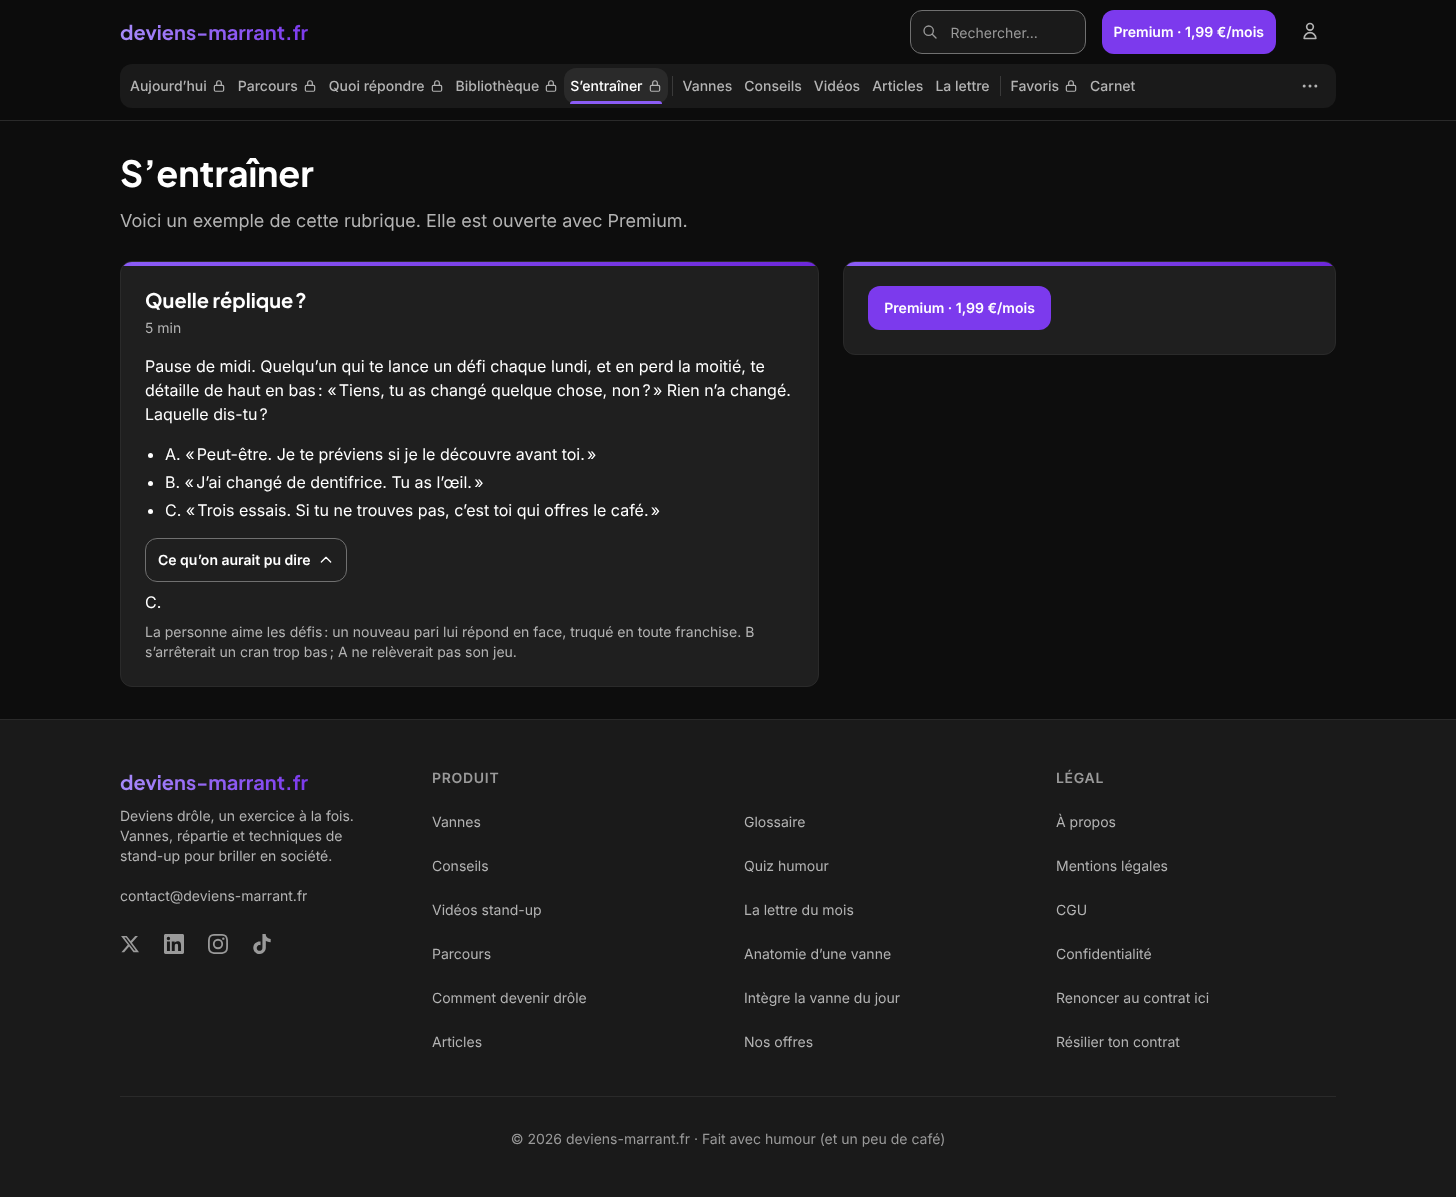 deviens-marrant.fr
Rechercher...
Premium · 1,99 €/mois
Aujourd’hui
Parcours
Quoi répondre
Bibliothèque
S’entraîner
Vannes
Conseils
Vidéos
Articles
La lettre
Favoris
Carnet
S’entraîner
Voici un exemple de cette rubrique. Elle est ouverte avec Premium.
Quelle réplique ?
5 min
Pause de midi. Quelqu’un qui te lance un défi chaque lundi, et en perd la moitié, te
détaille de haut en bas : « Tiens, tu as changé quelque chose, non ? » Rien n’a changé.
Laquelle dis-tu ?
• A. « Peut-être. Je te préviens si je le découvre avant toi. »
• B. « J’ai changé de dentifrice. Tu as l’œil. »
• C. « Trois essais. Si tu ne trouves pas, c’est toi qui offres le café. »
Ce qu’on aurait pu dire
C.
La personne aime les défis : un nouveau pari lui répond en face, truqué en toute franchise. B
s’arrêterait un cran trop bas ; A ne relèverait pas son jeu.
Premium · 1,99 €/mois
deviens-marrant.fr
Deviens drôle, un exercice à la fois.
Vannes, répartie et techniques de
stand-up pour briller en société.
contact@deviens-marrant.fr
PRODUIT
Vannes
Conseils
Vidéos stand-up
Parcours
Comment devenir drôle
Articles
Glossaire
Quiz humour
La lettre du mois
Anatomie d’une vanne
Intègre la vanne du jour
Nos offres
LÉGAL
À propos
Mentions légales
CGU
Confidentialité
Renoncer au contrat ici
Résilier ton contrat
© 2026 deviens-marrant.fr · Fait avec humour (et un peu de café)